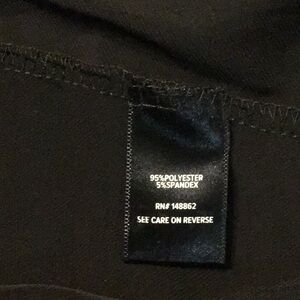 95%POLYESTER
5%SPANDEX
RN# 148862
SEE CARE ON REVERSE